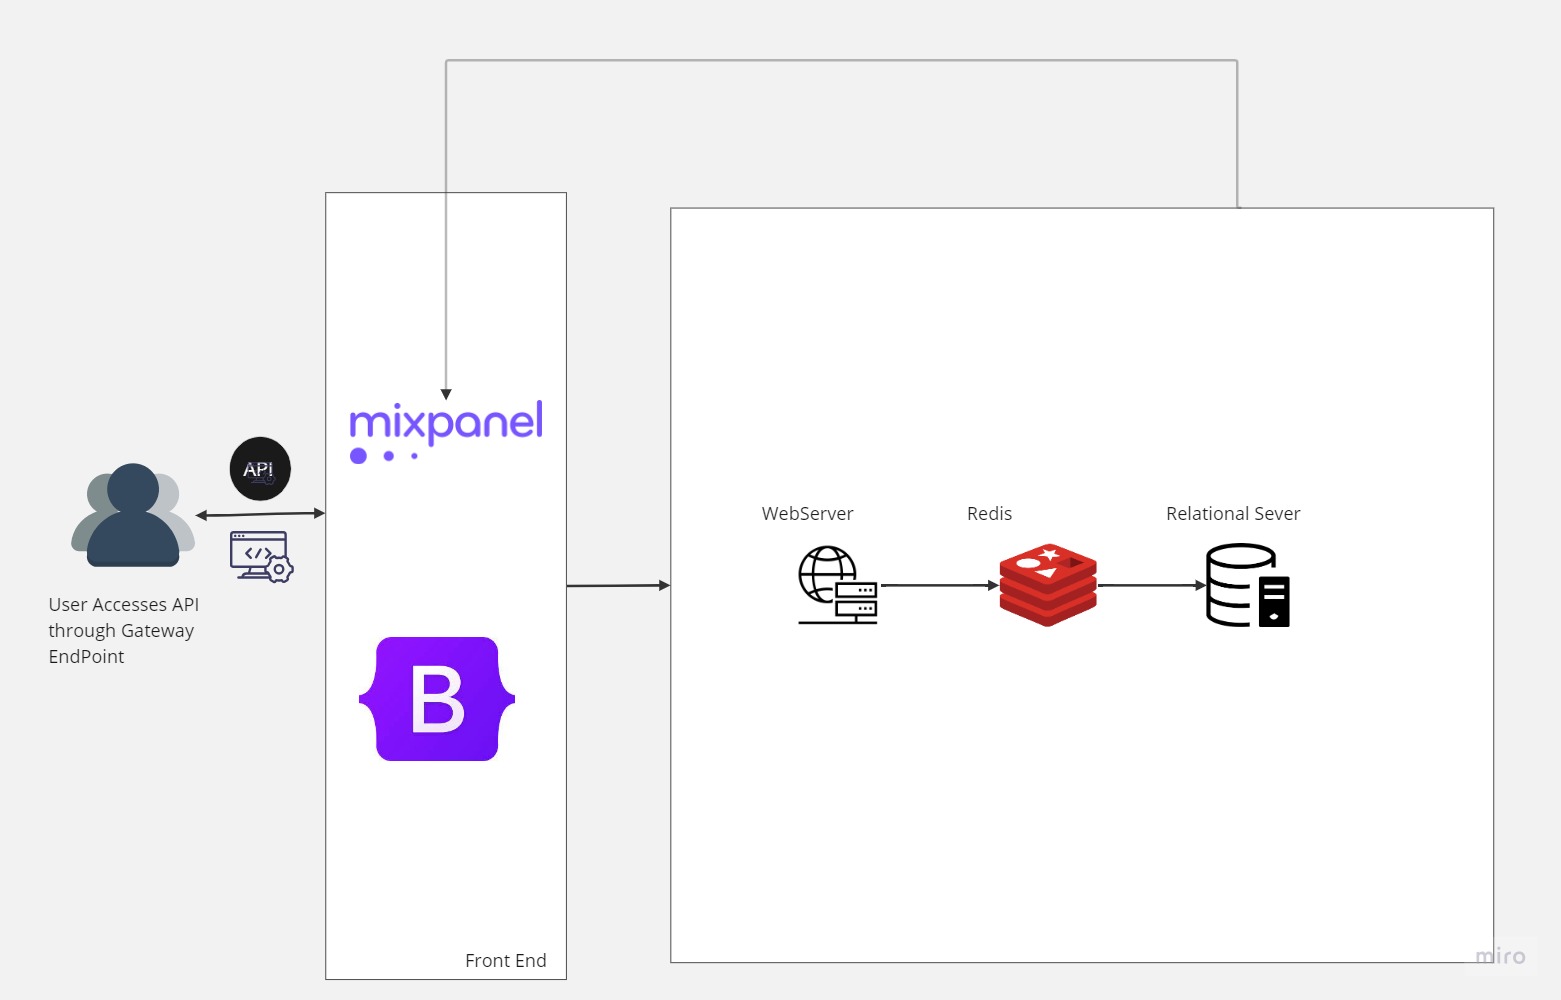 mixpanel
API
User Accesses API
through Gateway
EndPoint
B
Front End
WebServer
Redis
Relational Sever
miro